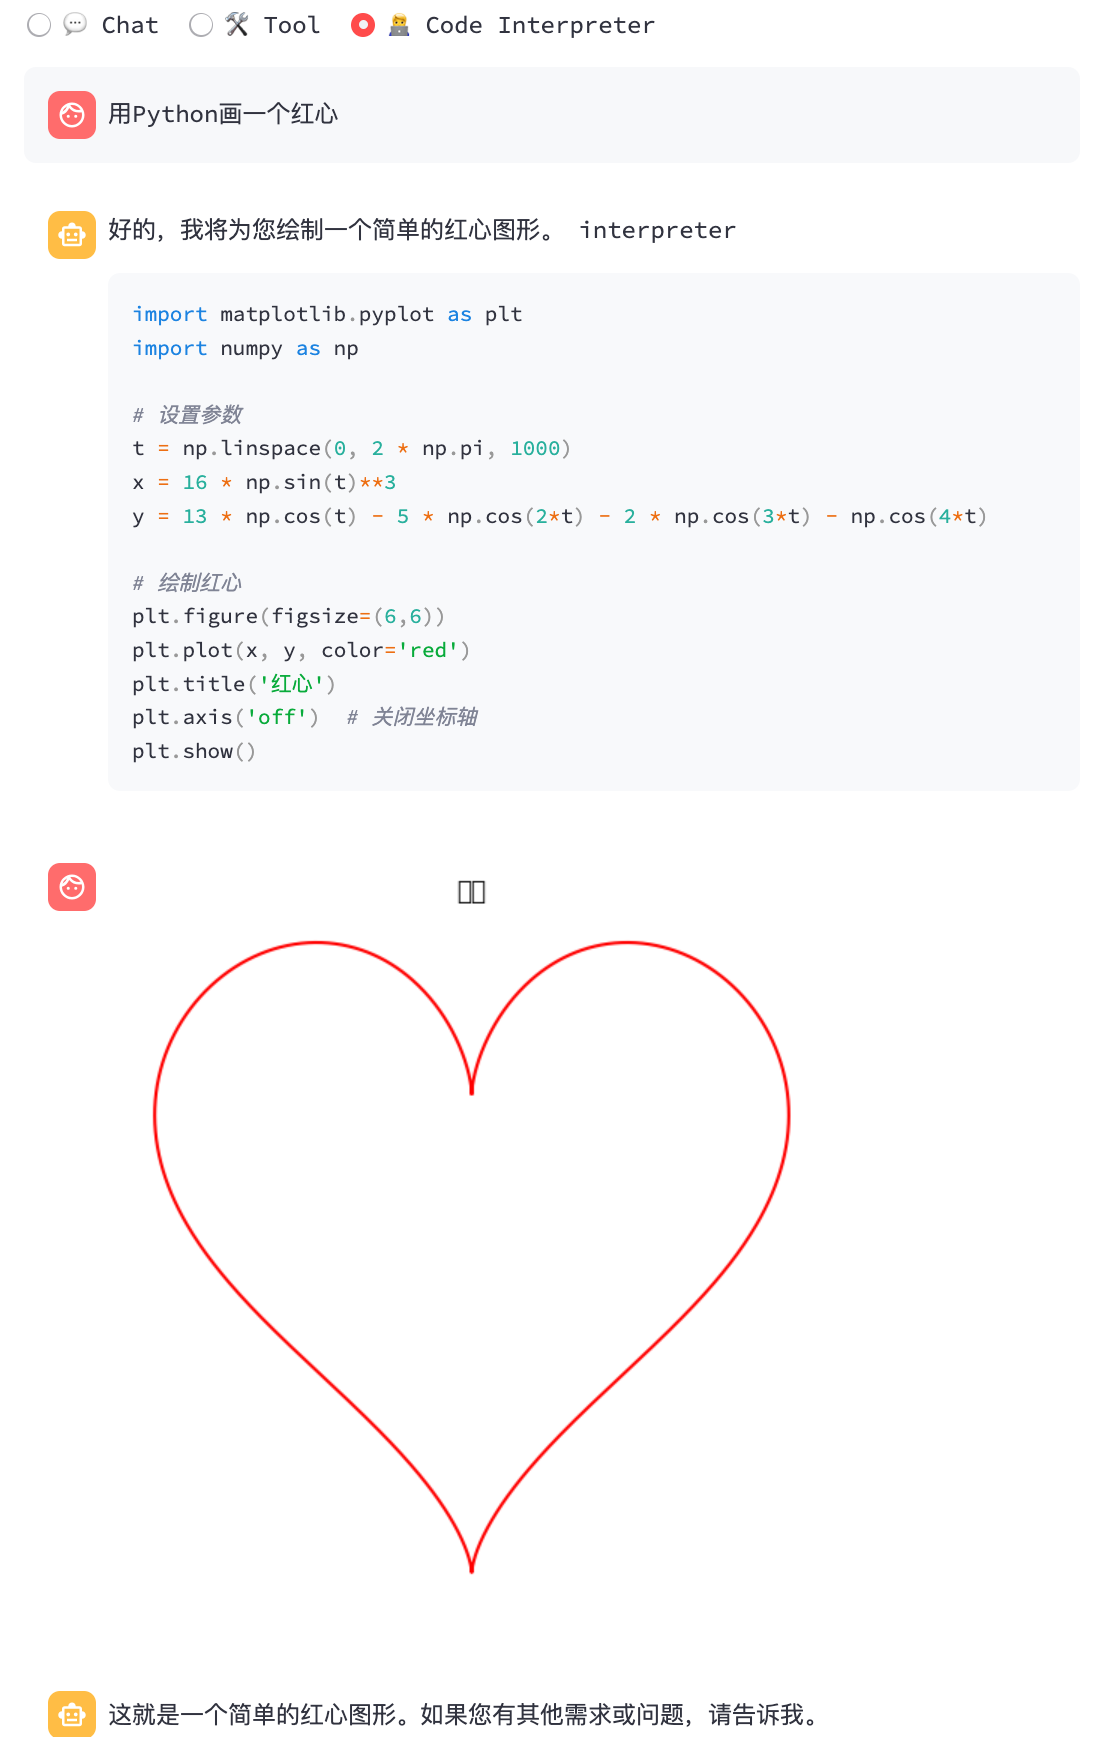 Chat Tool Code Interpreter
用Python画一个红心
好的，我将为您绘制一个简单的红心图形。 interpreter
import matplotlib.pyplot as plt
import numpy as np
# 设置参数
t = np.linspace(0, 2 * np.pi, 1000)
x = 16 * np.sin(t)**3
y = 13 * np.cos(t) - 5 * np.cos(2*t) - 2 * np.cos(3*t) - np.cos(4*t)
# 绘制红心
plt.figure(figsize=(6,6))
plt.plot(x, y, color='red')
plt.title('红心')
plt.axis('off')  # 关闭坐标轴
plt.show()
这就是一个简单的红心图形。如果您有其他需求或问题，请告诉我。